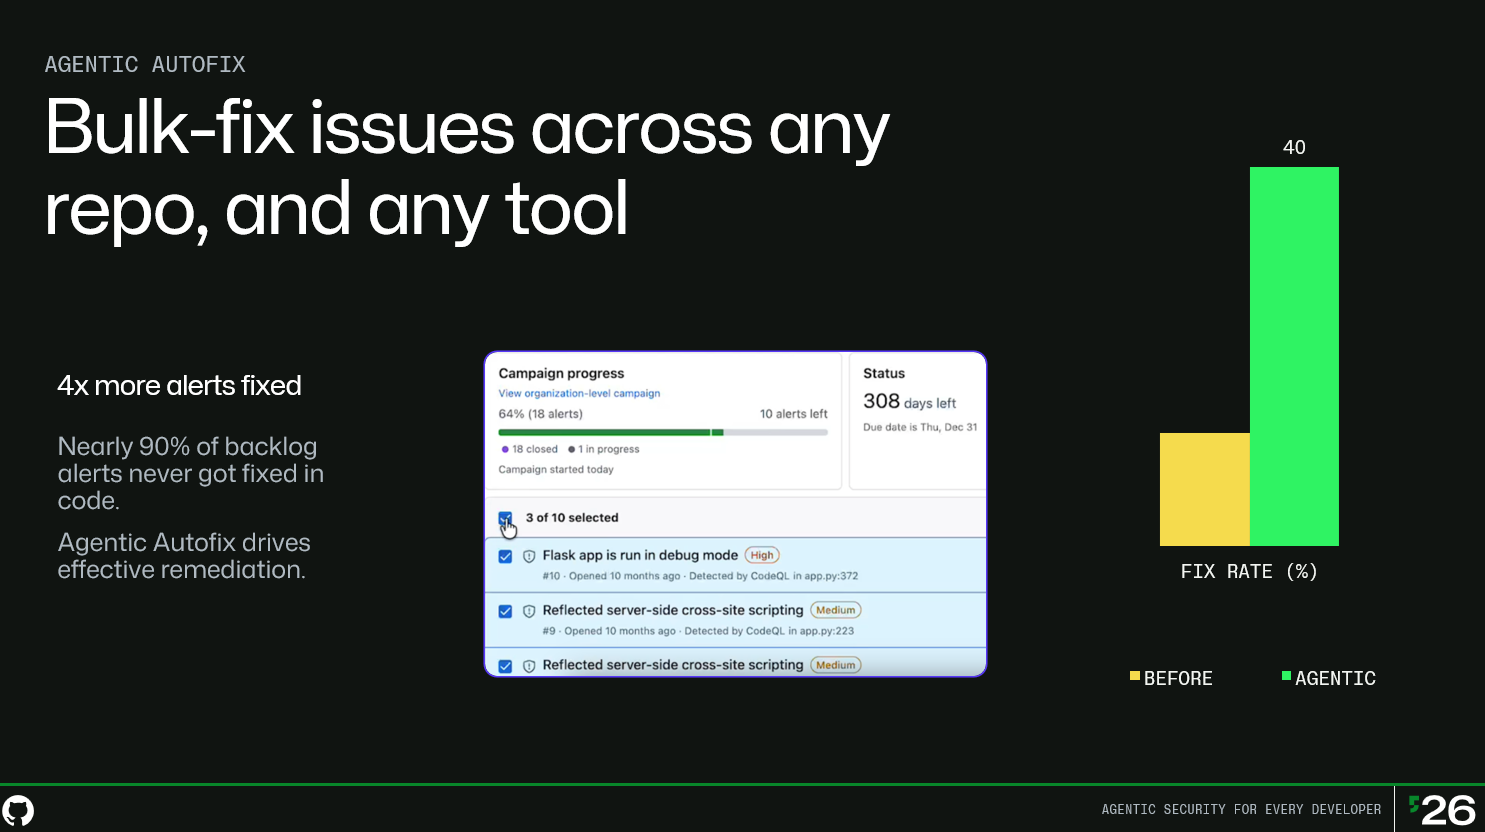 AGENTIC AUTOFIX
Bulk-fix issues across any
repo, and any tool
4x more alerts fixed
Nearly 90% of backlog
alerts never got fixed in
code.
Agentic Autofix drives
effective remediation.
Campaign progress
View organization-level campaign
64% (18 alerts)
10 alerts left
18 closed
1 in progress
Campaign started today
Status
308 days left
Due date is Thu, Dec 31
3 of 10 selected
Flask app is run in debug mode High
#10 · Opened 10 months ago · Detected by CodeQL in app.py:372
Reflected server-side cross-site scripting Medium
#9 · Opened 10 months ago · Detected by CodeQL in app.py:223
Reflected server-side cross-site scripting Medium
40
FIX RATE (%)
BEFORE
AGENTIC
AGENTIC SECURITY FOR EVERY DEVELOPER
'26